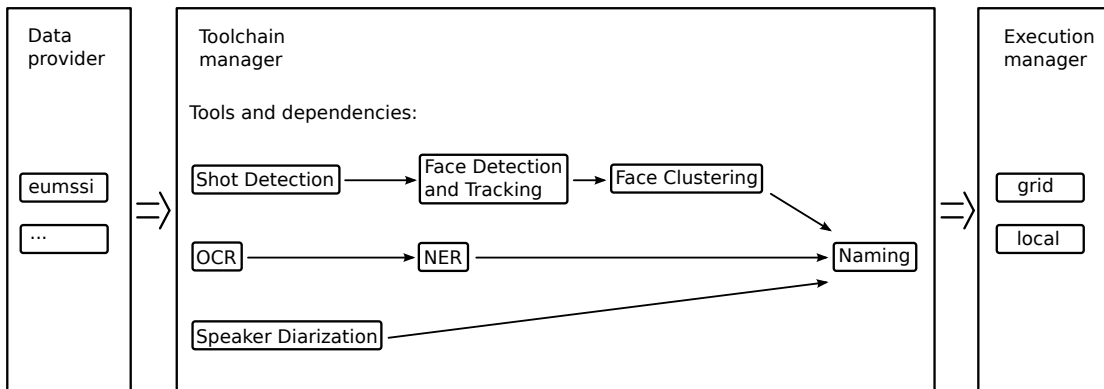 Data
provider
eumssi
...
Toolchain
manager
Tools and dependencies:
Shot Detection
Face Detection
and Tracking
Face Clustering
OCR
NER
Naming
Speaker Diarization
Execution
manager
grid
local